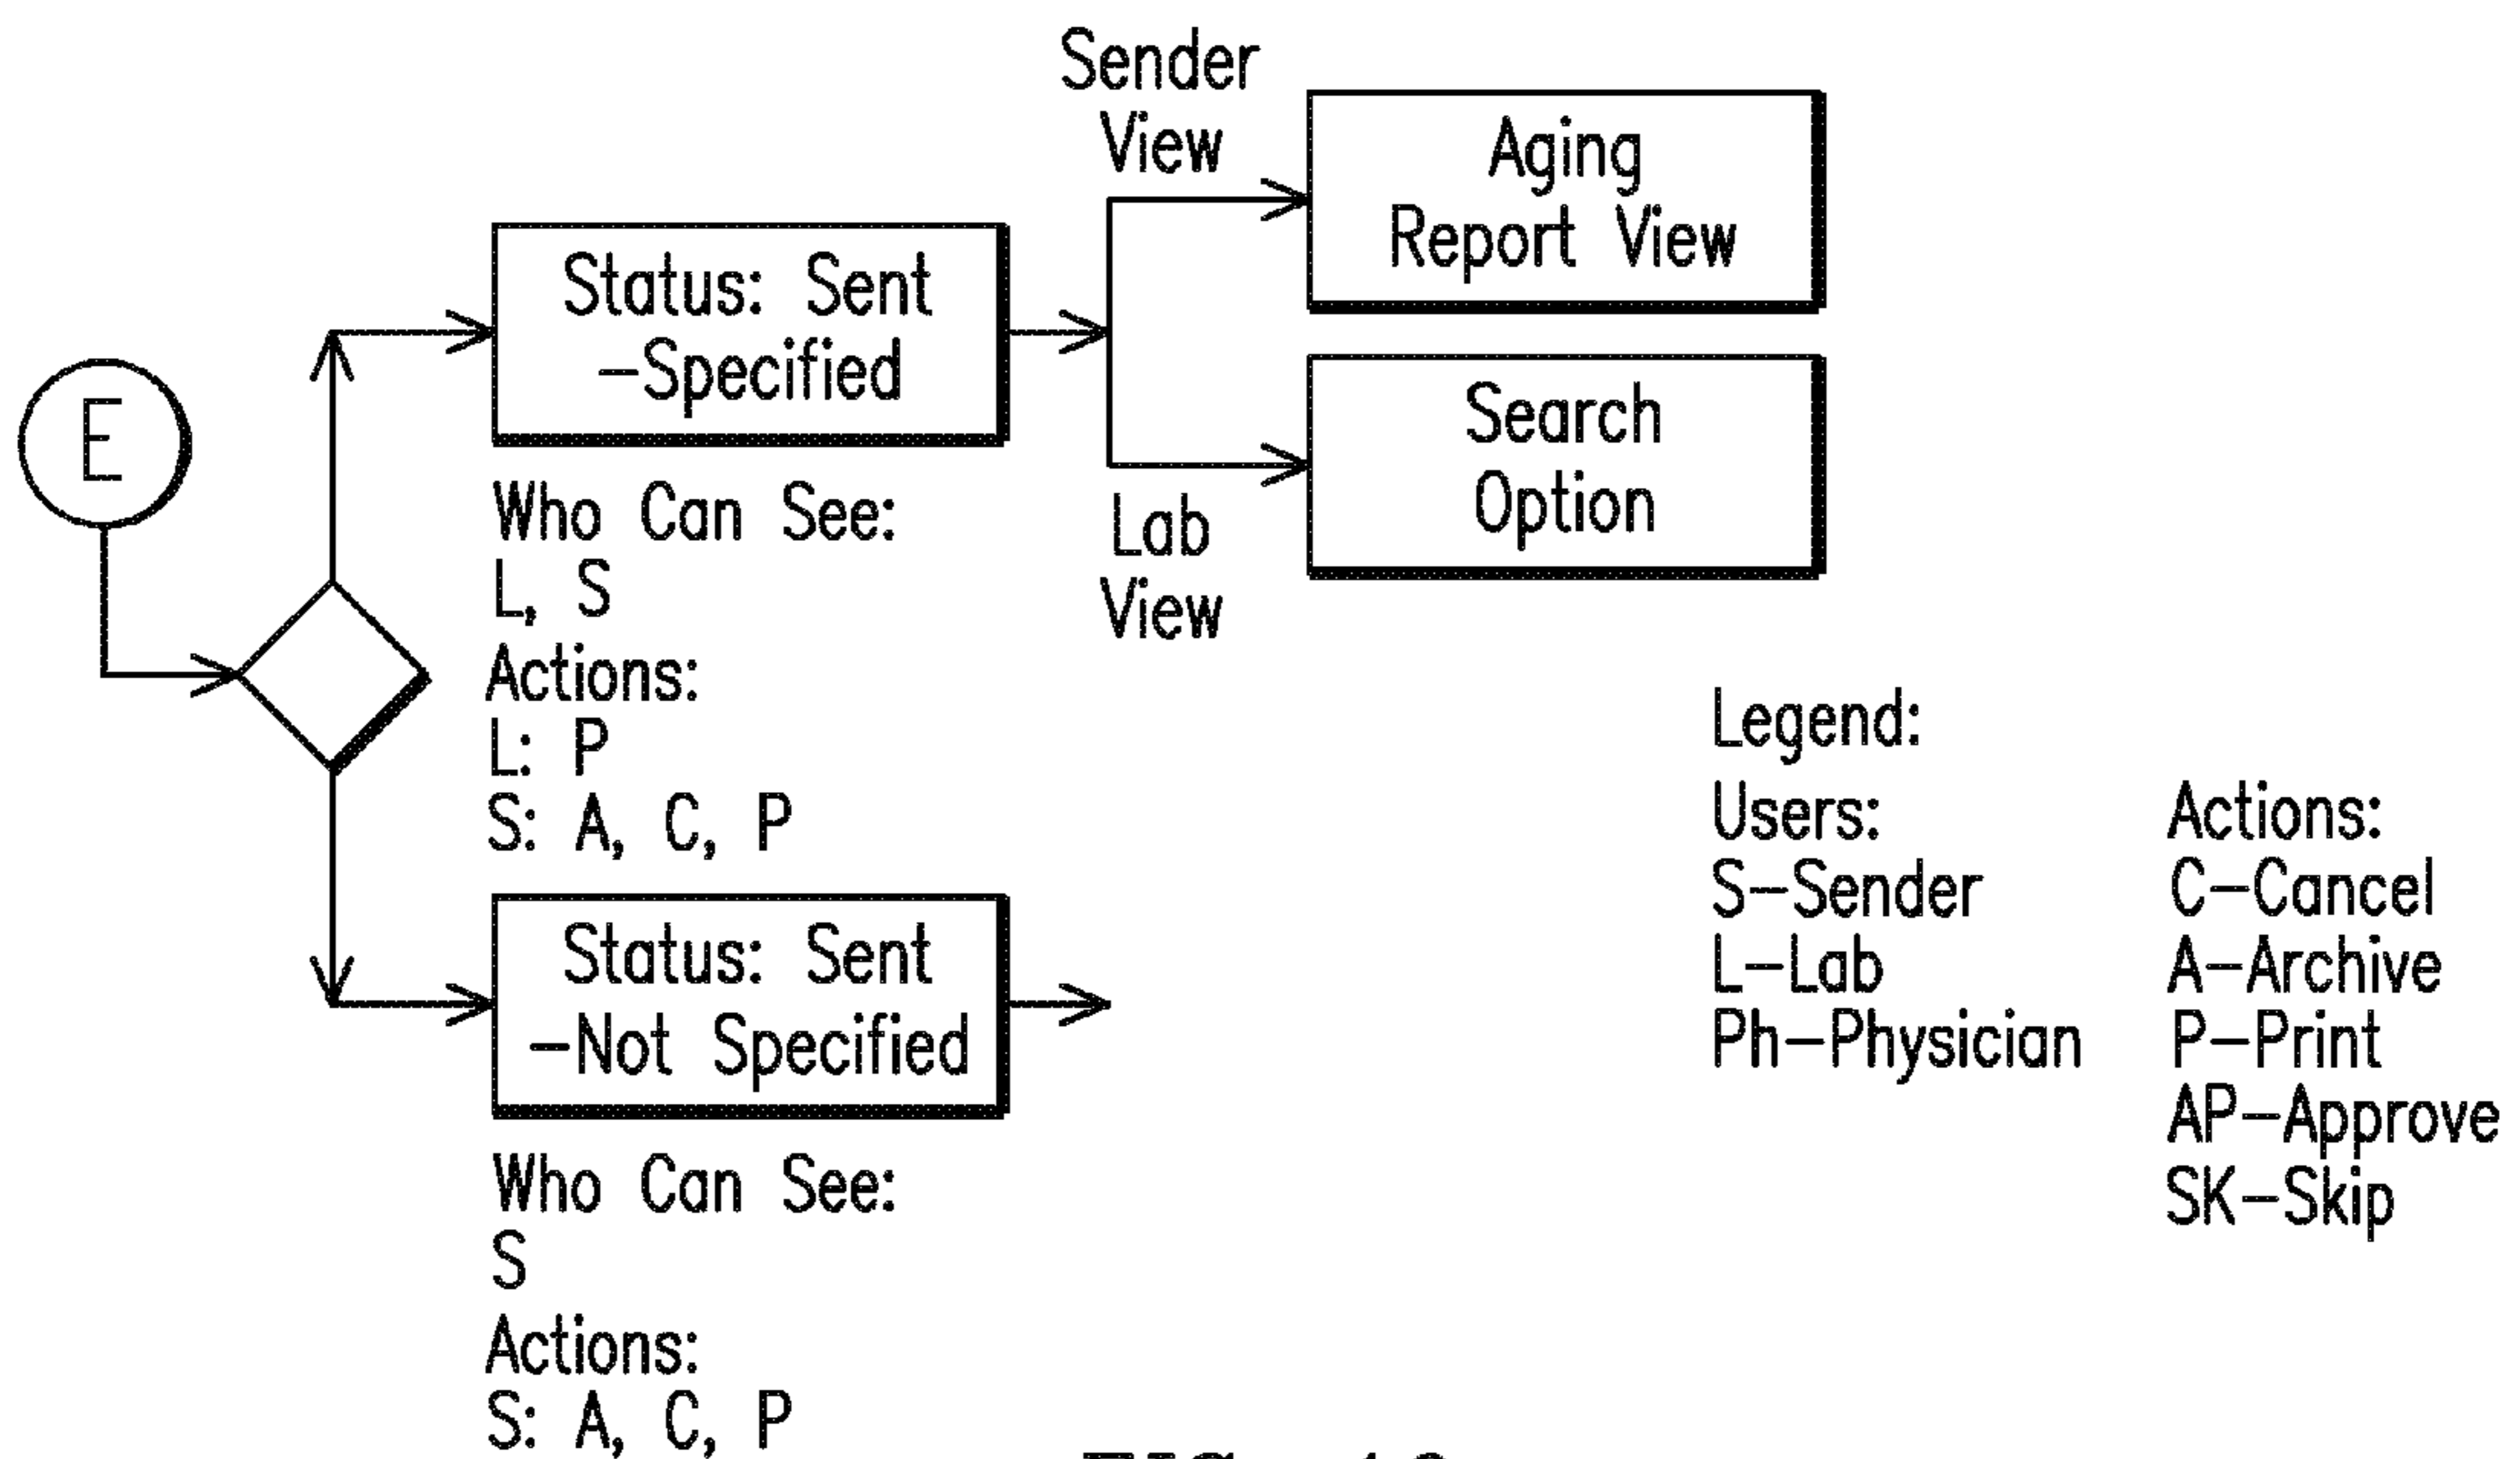 E
Status: Sent
–Specified
Who Can See:
L, S
Actions:
L: P
S: A, C, P
Sender
View
Aging
Report View
Search
Option
Lab
View
Status: Sent
–Not Specified
Who Can See:
S
Actions:
S: A, C, P
Legend:
Users:
S–Sender
L–Lab
Ph–Physician
Actions:
C–Cancel
A–Archive
P–Print
AP–Approve
SK–Skip